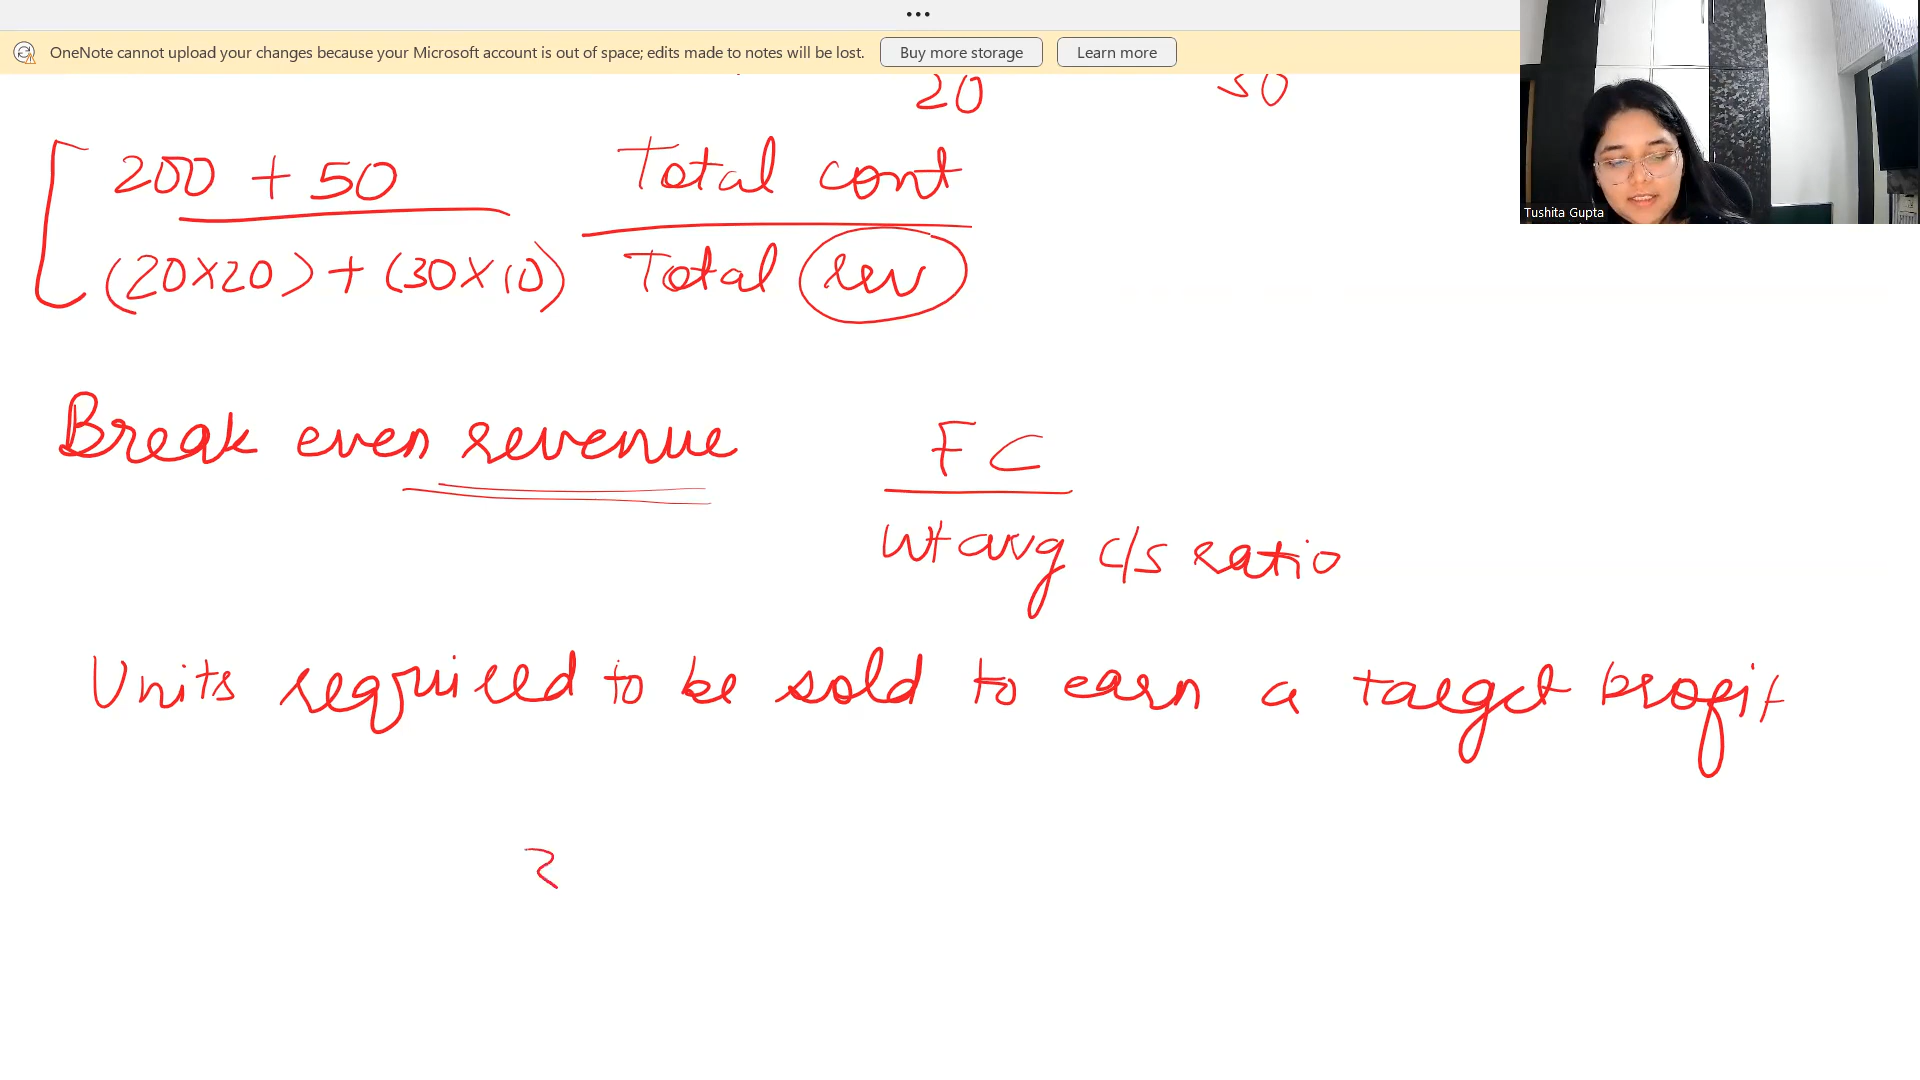 •••
OneNote cannot upload your changes because your Microsoft account is out of space; edits made to notes will be lost. Buy more storage Learn more
Tushita Gupta
20 30
200 + 50 Total cont
(20×20) + (30×10) Total rev
Break even revenue FC
wt avg c/s ratio
Units required to be sold to earn a target profit